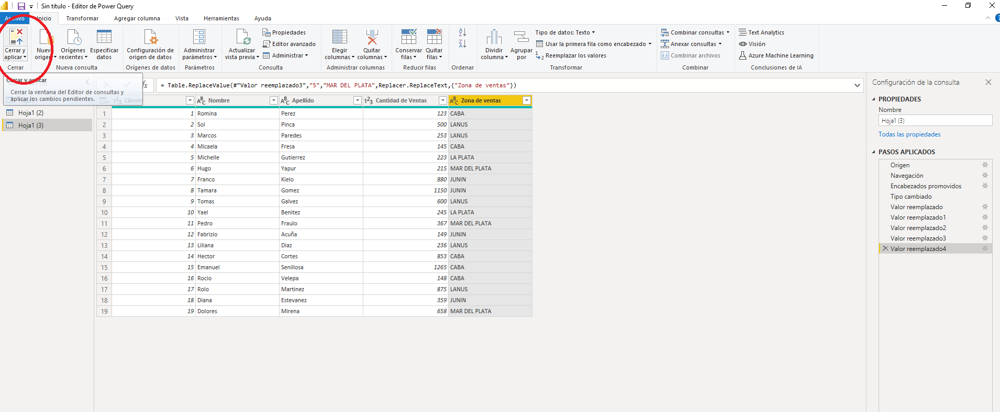 Sin título - Editor de Power Query
Archivo Inicio Transformar Agregar columna Vista Herramientas Ayuda
Cerrar y aplicar
Cerrar
Nuevo origen
Orígenes recientes
Especificar datos
Nueva consulta
Configuración de origen de datos
Orígenes de datos
Administrar parámetros
Parámetros
Actualizar vista previa
Propiedades
Editor avanzado
Administrar
Consulta
Elegir columnas
Quitar columnas
Administrar columnas
Conservar filas
Quitar filas
Reducir filas
Ordenar
Dividir columna
Agrupar por
Tipo de datos: Texto
Usar la primera fila como encabezado
Reemplazar los valores
Transformar
Combinar consultas
Anexar consultas
Combinar archivos
Combinar
Text Analytics
Visión
Azure Machine Learning
Conclusiones de IA
Cerrar y aplicar
Cerrar la ventana del Editor de consultas y
aplicar los cambios pendientes.
Hoja1 (2)
Hoja1 (3)
fx
= Table.ReplaceValue(#"Valor reemplazado3","5","MAR DEL PLATA",Replacer.ReplaceText,{"Zona de ventas"})
123 Cliente ABC Nombre ABC Apellido 123 Cantidad de Ventas ABC Zona de ventas
1 1 Romina Perez 123 CABA
2 2 Sol Pinca 500 LANUS
3 3 Marcos Paredes 253 LANUS
4 4 Micaela Fresa 145 CABA
5 5 Michelle Gutierrez 223 LA PLATA
6 6 Hugo Yapur 215 MAR DEL PLATA
7 7 Franco Kielo 880 JUNIN
8 8 Tamara Gomez 1150 JUNIN
9 9 Tomas Galvez 600 LANUS
10 10 Yael Benitez 245 LA PLATA
11 11 Pedro Fraulo 367 MAR DEL PLATA
12 12 Fabrizio Acuña 149 JUNIN
13 13 Liliana Diaz 236 LANUS
14 14 Hector Cortes 853 CABA
15 15 Emanuel Senillosa 1265 CABA
16 16 Rocio Velepa 148 CABA
17 17 Rolo Martinez 875 LANUS
18 18 Diana Estevanez 359 JUNIN
19 19 Dolores Mirena 658 MAR DEL PLATA
Configuración de la consulta
PROPIEDADES
Nombre
Hoja1 (3)
Todas las propiedades
PASOS APLICADOS
Origen
Navegación
Encabezados promovidos
Tipo cambiado
Valor reemplazado
Valor reemplazado1
Valor reemplazado2
Valor reemplazado3
Valor reemplazado4